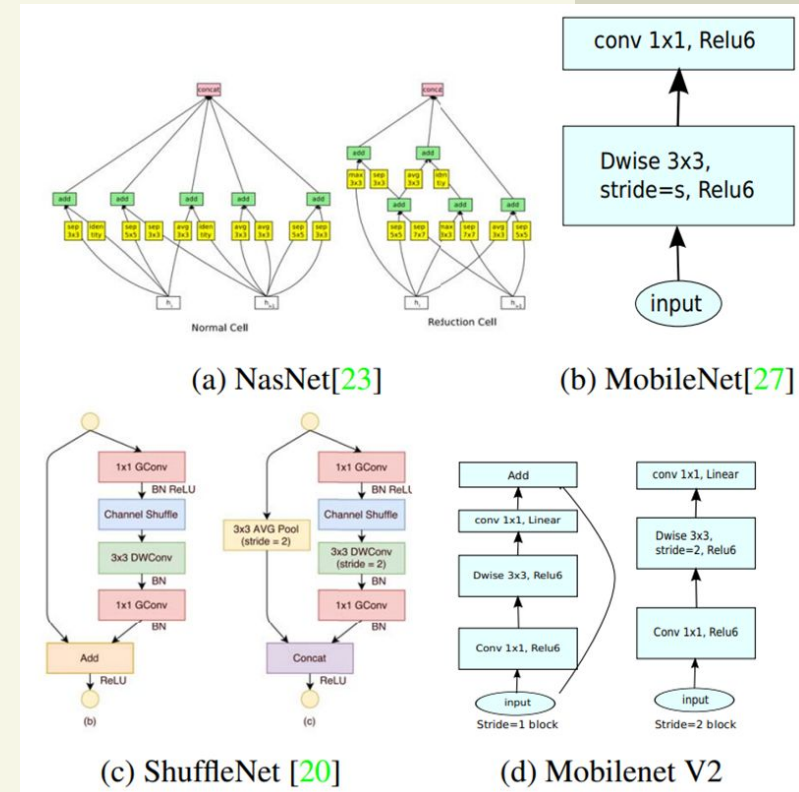 concat
add
add
add
add
add
sep
3x3
iden
tity
sep
5x5
sep
3x3
avg
3x3
iden
tity
avg
3x3
avg
3x3
sep
5x5
sep
3x3
Normal Cell
concat
add
add
max
3x3
sep
3x3
avg
3x3
iden
tity
add
add
add
sep
5x5
sep
7x7
max
3x3
sep
7x7
avg
3x3
sep
5x5
Reduction Cell
(a) NasNet[23]
conv 1x1, Relu6
Dwise 3x3,
stride=s, Relu6
input
(b) MobileNet[27]
1x1 GConv
BN ReLU
Channel Shuffle
3x3 DWConv
BN
1x1 GConv
BN
Add
ReLU
(b)
1x1 GConv
BN ReLU
3x3 AVG Pool
(stride = 2)
Channel Shuffle
3x3 DWConv
(stride = 2)
BN
1x1 GConv
BN
Concat
ReLU
(c)
(c) ShuffleNet [20]
Add
conv 1x1, Linear
Dwise 3x3, Relu6
Conv 1x1, Relu6
input
Stride=1 block
conv 1x1, Linear
Dwise 3x3,
stride=2, Relu6
Conv 1x1, Relu6
input
Stride=2 block
(d) Mobilenet V2